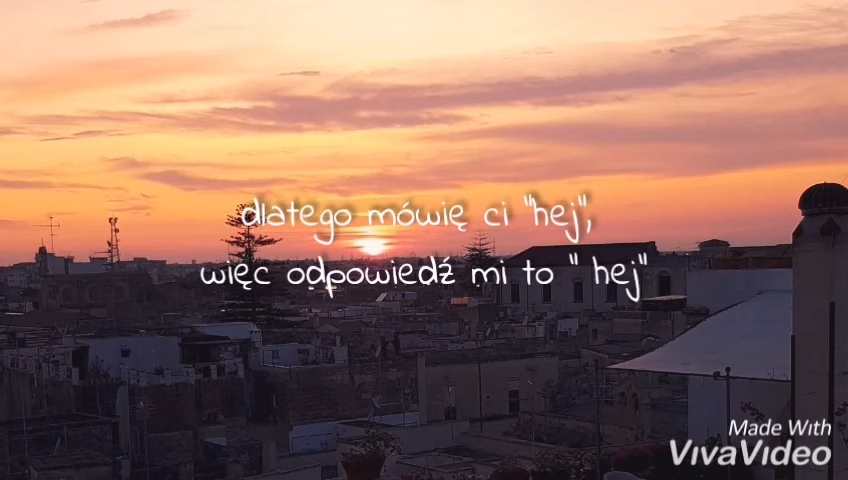 dlatego mówię ci "hej",
więc odpowiedź mi to " hej"
Made With
VivaVideo